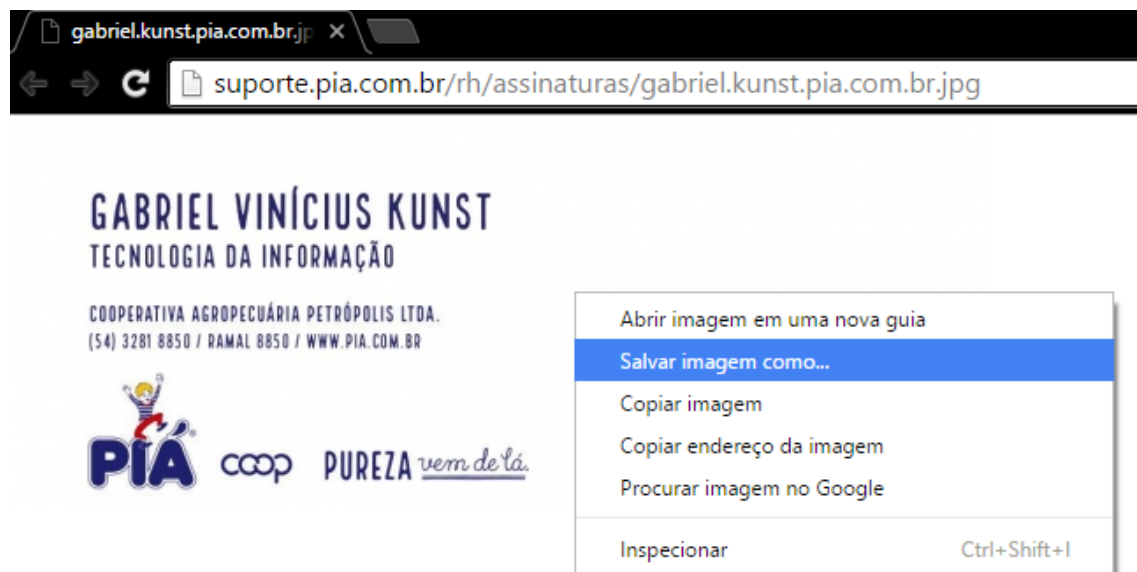 gabriel.kunst.pia.com.br.jp
suporte.pia.com.br/rh/assinaturas/gabriel.kunst.pia.com.br.jpg
GABRIEL VINÍCIUS KUNST
TECNOLOGIA DA INFORMAÇÃO
COOPERATIVA AGROPECUÁRIA PETRÓPOLIS LTDA.
(54) 3281 8850 / RAMAL 8850 / WWW.PIA.COM.BR
PIÁ coop PUREZA vem de lá.
Abrir imagem em uma nova guia
Salvar imagem como...
Copiar imagem
Copiar endereço da imagem
Procurar imagem no Google
Inspecionar Ctrl+Shift+I